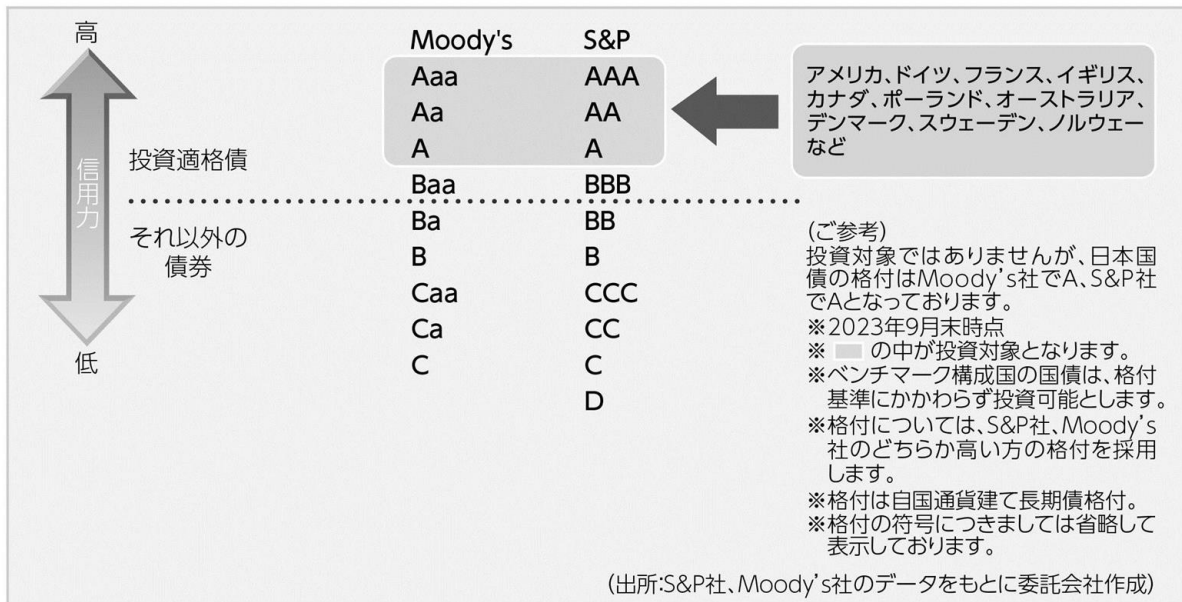 高
信用力
低
投資適格債
それ以外の
債券
Moody's S&P
Aaa AAA
Aa AA
A A
Baa BBB
Ba BB
B B
Caa CCC
Ca CC
C C
D
アメリカ、ドイツ、フランス、イギリス、
カナダ、ポーランド、オーストラリア、
デンマーク、スウェーデン、ノルウェー
など
(ご参考)
投資対象ではありませんが、日本国
債の格付はMoody's社でA、S&P社
でAとなっております。
※2023年9月末時点
※ の中が投資対象となります。
※ベンチマーク構成国の国債は、格付
基準にかかわらず投資可能とします。
※格付については、S&P社、Moody's
社のどちらか高い方の格付を採用
します。
※格付は自国通貨建て長期債格付。
※格付の符号につきましては省略して
表示しております。
(出所:S&P社、Moody's社のデータをもとに委託会社作成)